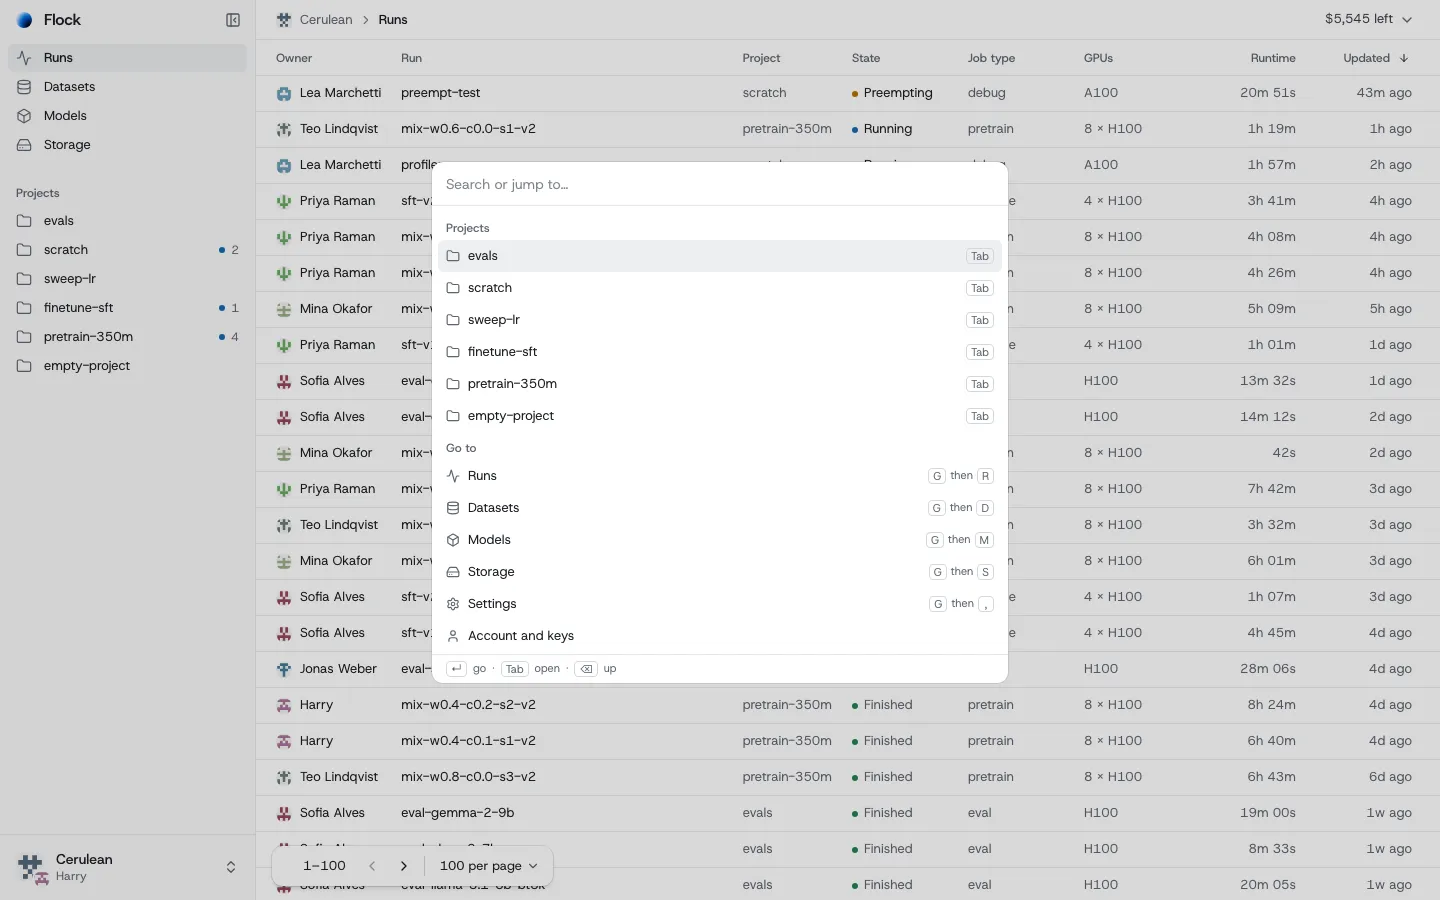 Flock
Cerulean > Runs
$5,545 left
Runs
Datasets
Models
Storage
Projects
evals
scratch 2
sweep-lr
finetune-sft 1
pretrain-350m 4
empty-project
Cerulean
Harry
Owner Run Project State Job type GPUs Runtime Updated ↓
Lea Marchetti preempt-test scratch Preempting debug A100 20m 51s 43m ago
Teo Lindqvist mix-w0.6-c0.0-s1-v2 pretrain-350m Running pretrain 8 × H100 1h 19m 1h ago
Lea Marchetti A100 1h 57m 2h ago
Priya Raman 4 × H100 3h 41m 4h ago
Priya Raman 8 × H100 4h 08m 4h ago
Priya Raman 8 × H100 4h 26m 4h ago
Mina Okafor 8 × H100 5h 09m 5h ago
Priya Raman 4 × H100 1h 01m 1d ago
Sofia Alves H100 13m 32s 1d ago
Sofia Alves H100 14m 12s 2d ago
Mina Okafor 8 × H100 42s 2d ago
Priya Raman 8 × H100 7h 42m 3d ago
Teo Lindqvist 8 × H100 3h 32m 3d ago
Mina Okafor 8 × H100 6h 01m 3d ago
Sofia Alves 4 × H100 1h 07m 3d ago
Sofia Alves 4 × H100 4h 45m 4d ago
Jonas Weber H100 28m 06s 4d ago
Harry mix-w0.4-c0.2-s2-v2 pretrain-350m Finished pretrain 8 × H100 8h 24m 4d ago
Harry mix-w0.4-c0.1-s1-v2 pretrain-350m Finished pretrain 8 × H100 6h 40m 4d ago
Teo Lindqvist mix-w0.8-c0.0-s3-v2 pretrain-350m Finished pretrain 8 × H100 6h 43m 6d ago
Sofia Alves eval-gemma-2-9b evals Finished eval H100 19m 00s 1w ago
evals Finished eval H100 8m 33s 1w ago
Sofia Alves evals Finished eval H100 20m 05s 1w ago
Search or jump to…
Projects
evals Tab
scratch Tab
sweep-lr Tab
finetune-sft Tab
pretrain-350m Tab
empty-project Tab
Go to
Runs G then R
Datasets G then D
Models G then M
Storage G then S
Settings G then ,
Account and keys
↵ go · Tab open · ⌫ up
1–100 100 per page